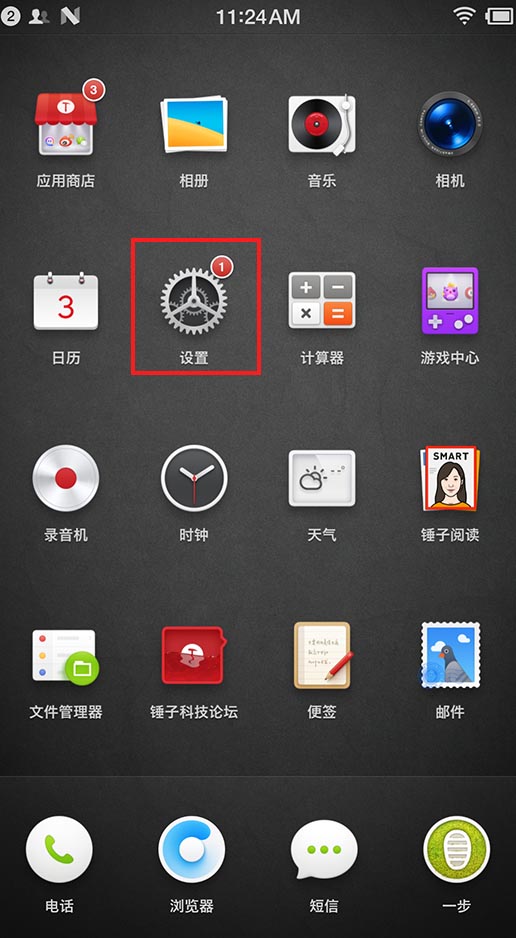 2
11:24AM
3
应用商店
相册
音乐
相机
3
日历
1
设置
计算器
游戏中心
录音机
时钟
天气
SMART
锤子阅读
文件管理器
锤子科技论坛
便签
邮件
电话
浏览器
短信
一步